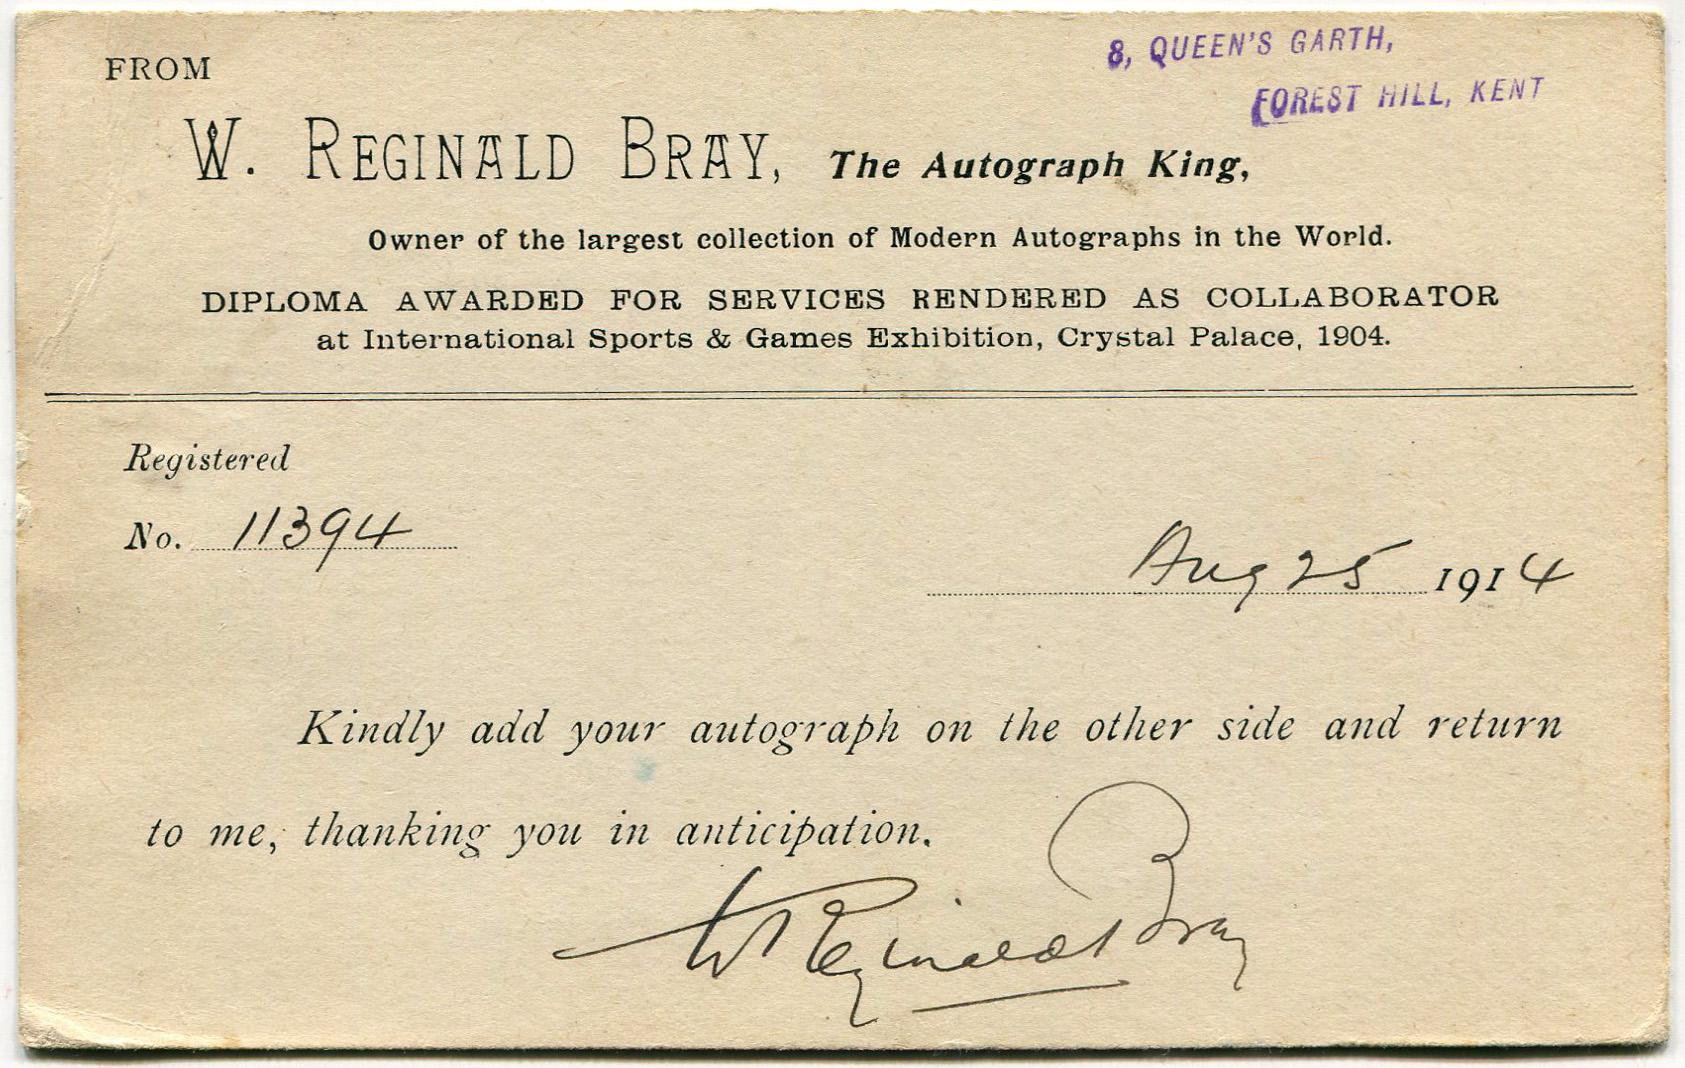 FROM
8, QUEEN'S GARTH,
FOREST HILL, KENT
W. REGINALD BRAY, The Autograph King,
Owner of the largest collection of Modern Autographs in the World.
DIPLOMA AWARDED FOR SERVICES RENDERED AS COLLABORATOR
at International Sports & Games Exhibition, Crystal Palace, 1904.
Registered
No. 11394
Aug 25 1914
Kindly add your autograph on the other side and return
to me, thanking you in anticipation.
W Reginald Bray